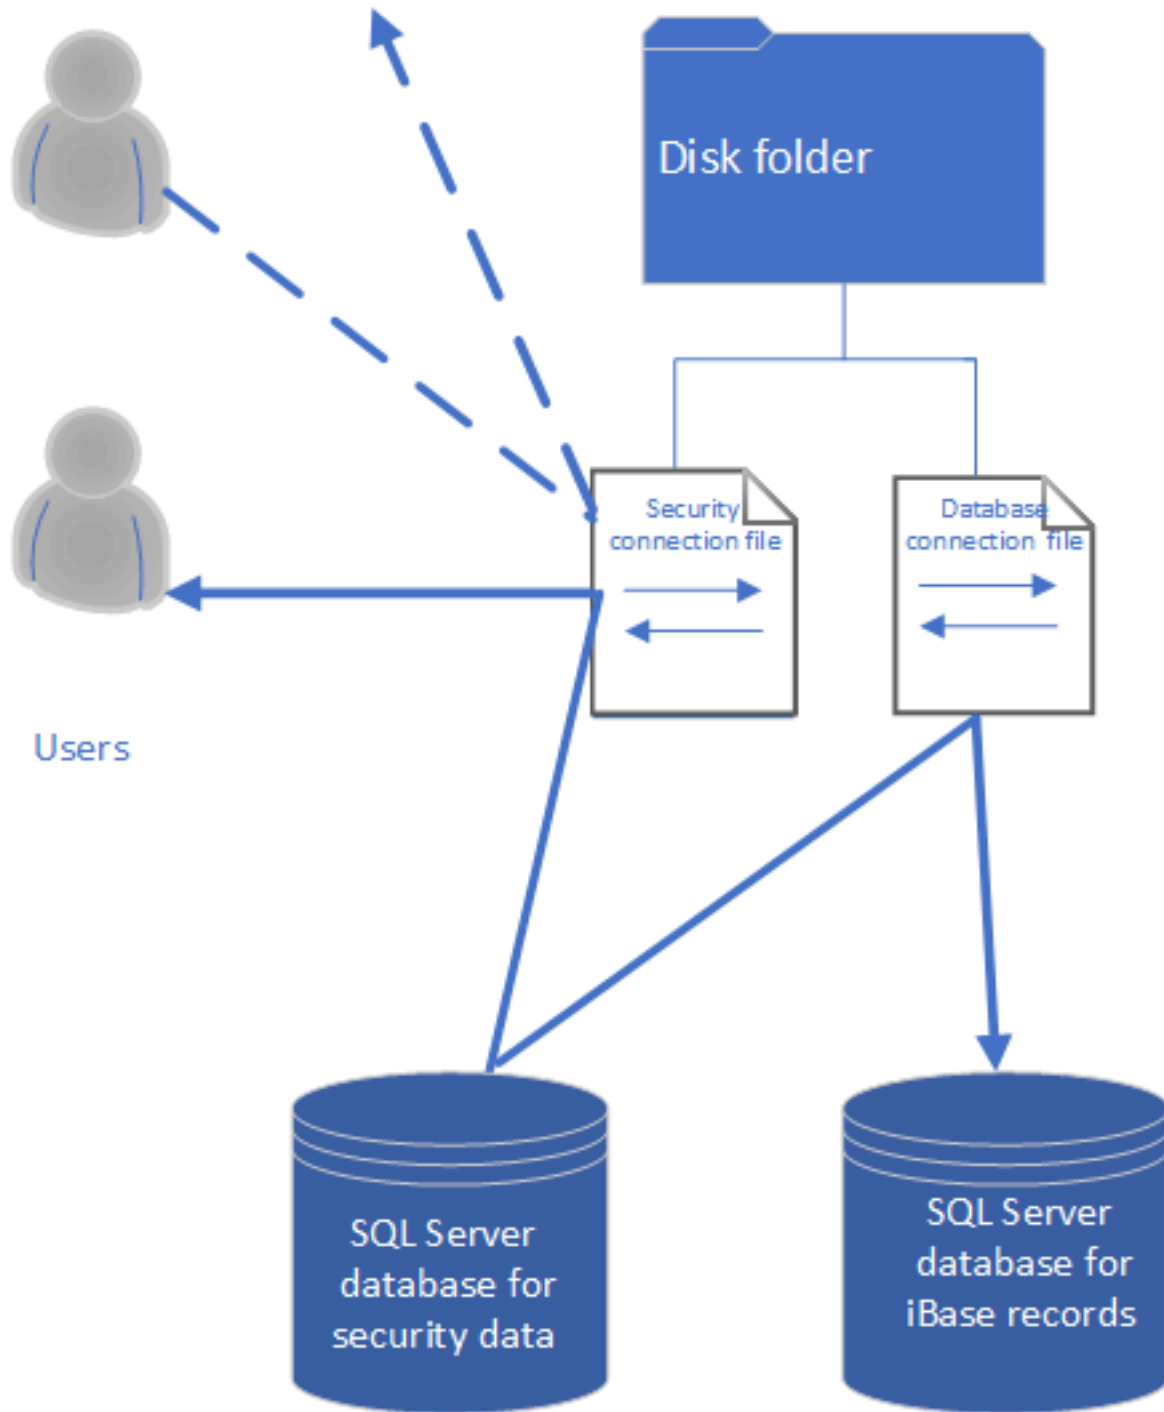 Disk folder
Security
connection file
Database
connection file
Users
SQL Server
database for
security data
SQL Server
database for
iBase records